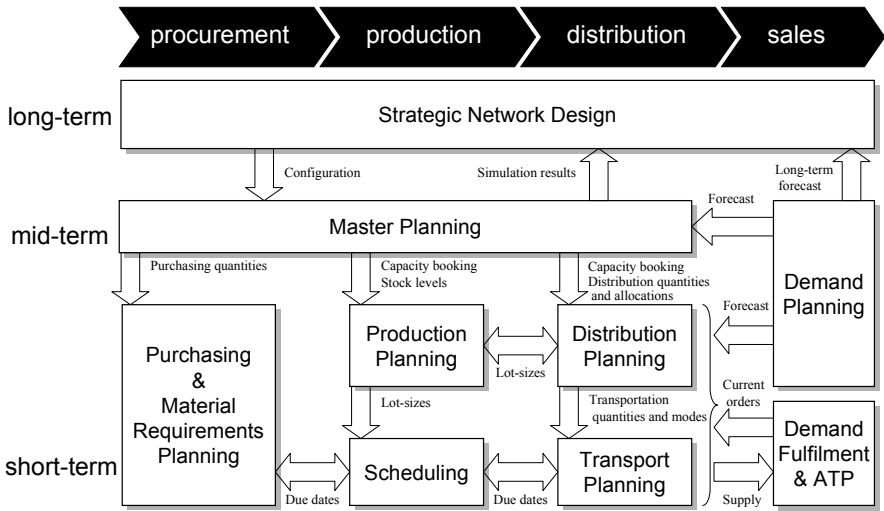 procurement
production
distribution
sales
long-term
Strategic Network Design
Configuration
Simulation results
Long-term
forecast
mid-term
Master Planning
Forecast
Demand
Planning
Purchasing quantities
Capacity booking
Stock levels
Capacity booking
Distribution quantities
and allocations
Purchasing
&
Material
Requirements
Planning
Production
Planning
Lot-sizes
Distribution
Planning
Forecast
Lot-sizes
Transportation
quantities and modes
Current
orders
short-term
Due dates
Scheduling
Due dates
Transport
Planning
Supply
Demand
Fulfilment
& ATP